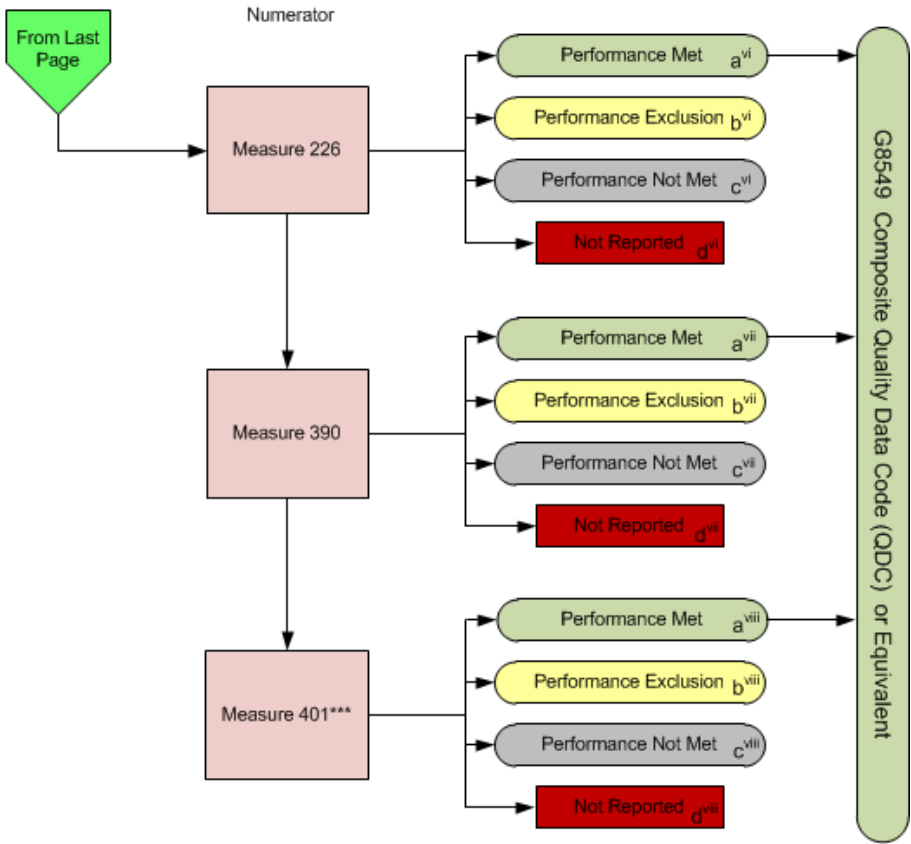 Numerator
From Last
Page
Measure 226
Performance Met a^vi
Performance Exclusion b^vi
Performance Not Met c^vi
Not Reported d^vi
Measure 390
Performance Met a^vii
Performance Exclusion b^vii
Performance Not Met c^vii
Not Reported d^vii
Measure 401***
Performance Met a^viii
Performance Exclusion b^viii
Performance Not Met c^viii
Not Reported d^viii
G8549 Composite Quality Data Code (QDC) or Equivalent